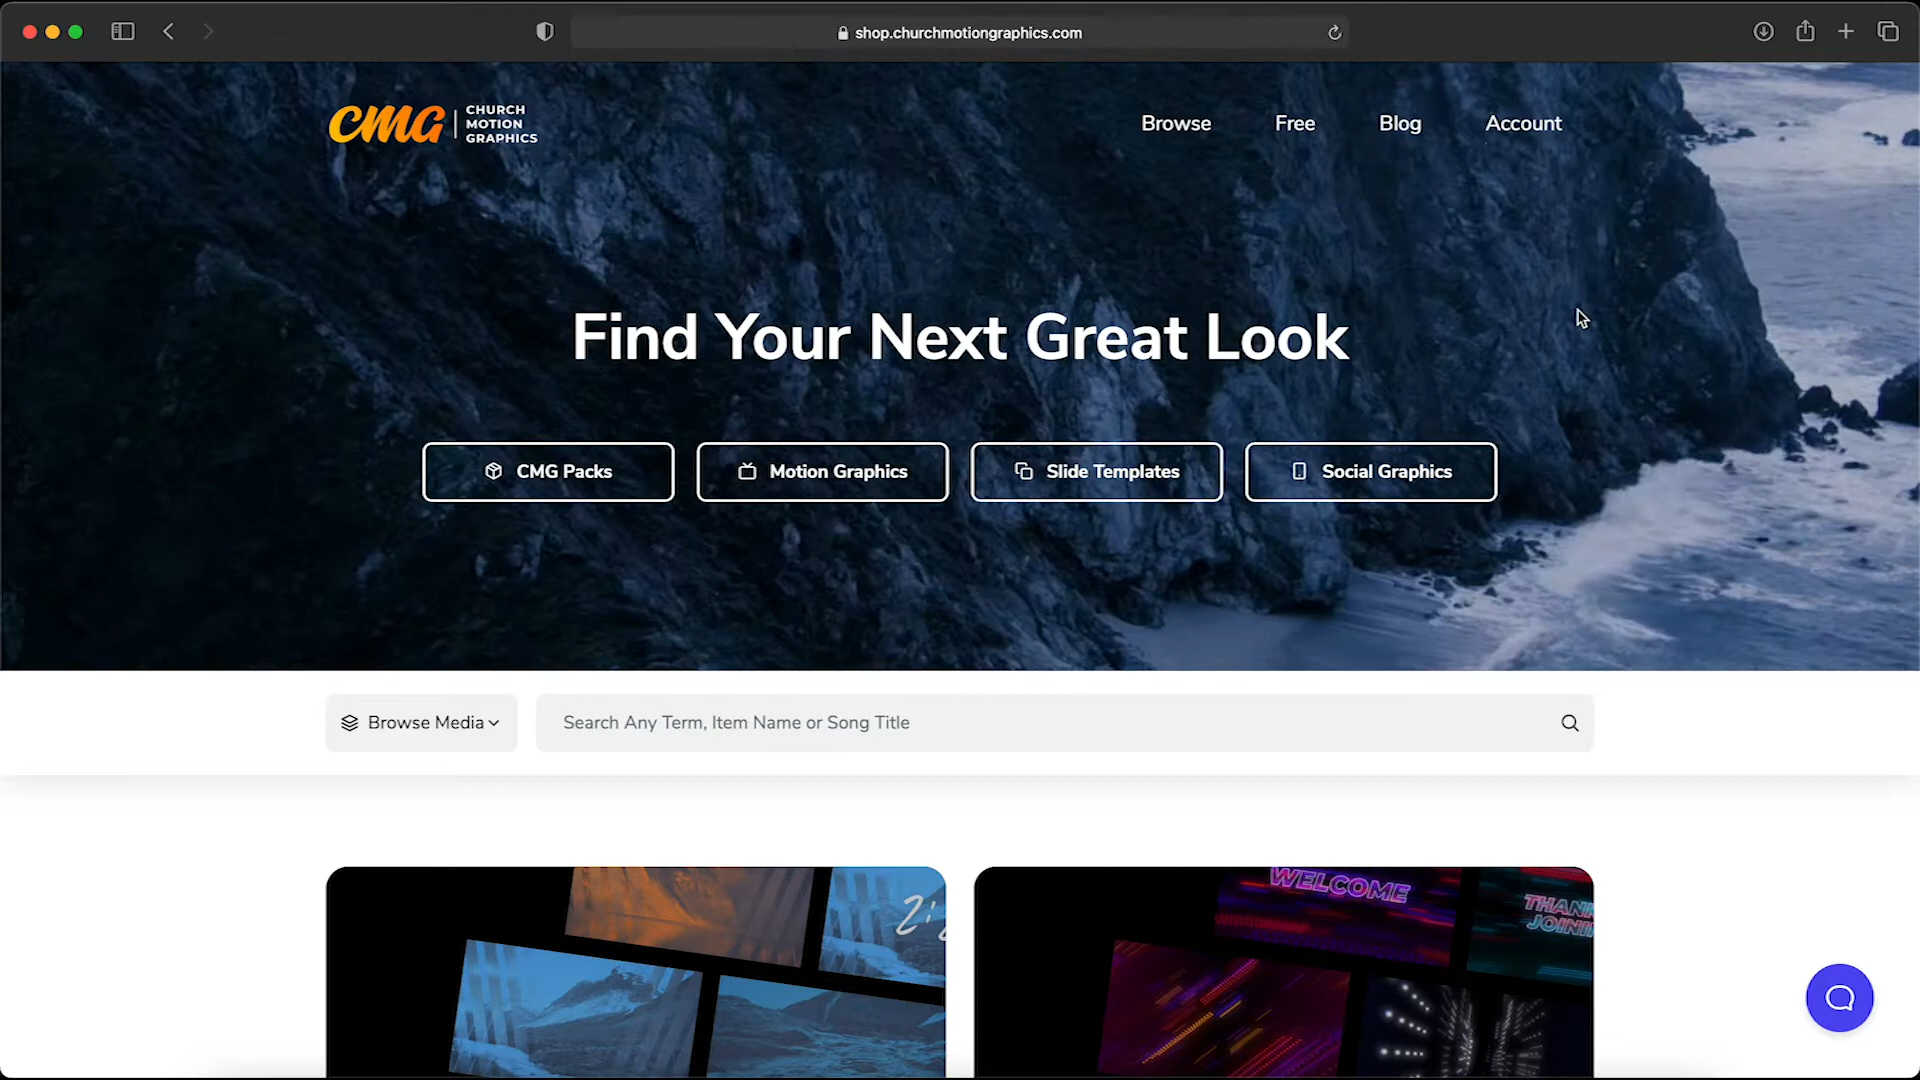 shop.churchmotiongraphics.com
CMG
CHURCH
MOTION
GRAPHICS
Browse
Free
Blog
Account
Find Your Next Great Look
CMG Packs
Motion Graphics
Slide Templates
Social Graphics
Browse Media
Search Any Term, Item Name or Song Title
WELCOME